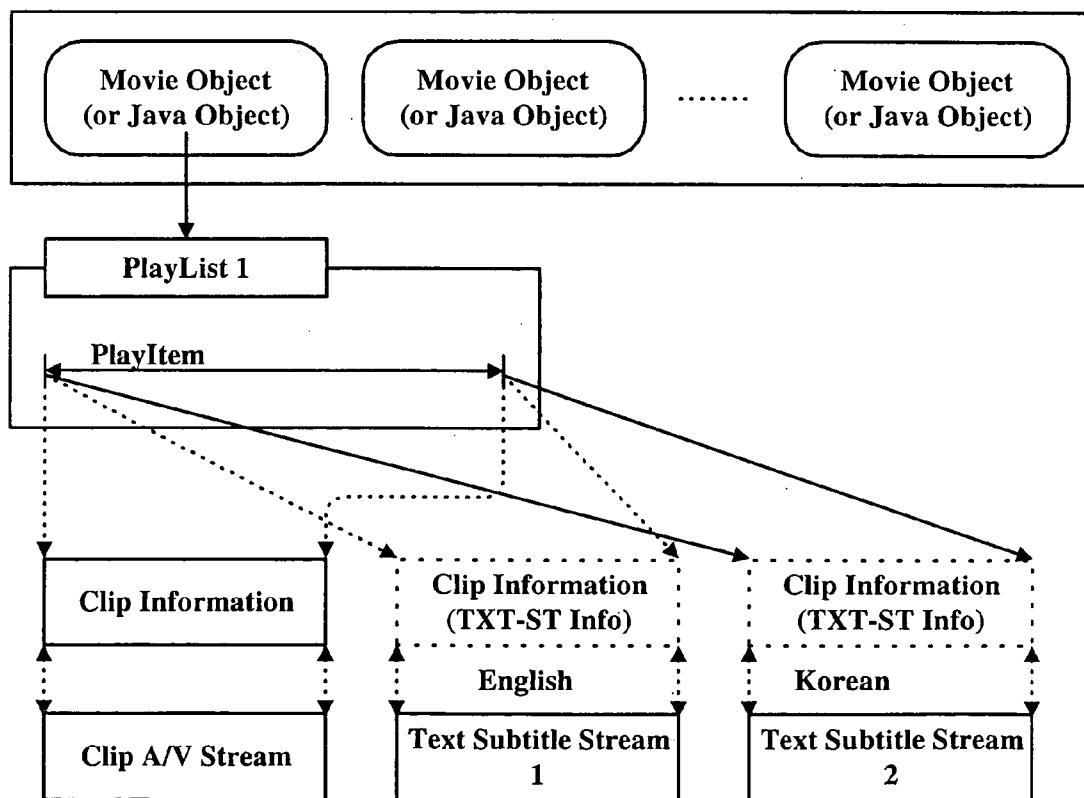 Movie Object
(or Java Object)
Movie Object
(or Java Object)
Movie Object
(or Java Object)
PlayList 1
PlayItem
Clip Information
Clip Information
(TXT-ST Info)
Clip Information
(TXT-ST Info)
English
Korean
Clip A/V Stream
Text Subtitle Stream
1
Text Subtitle Stream
2